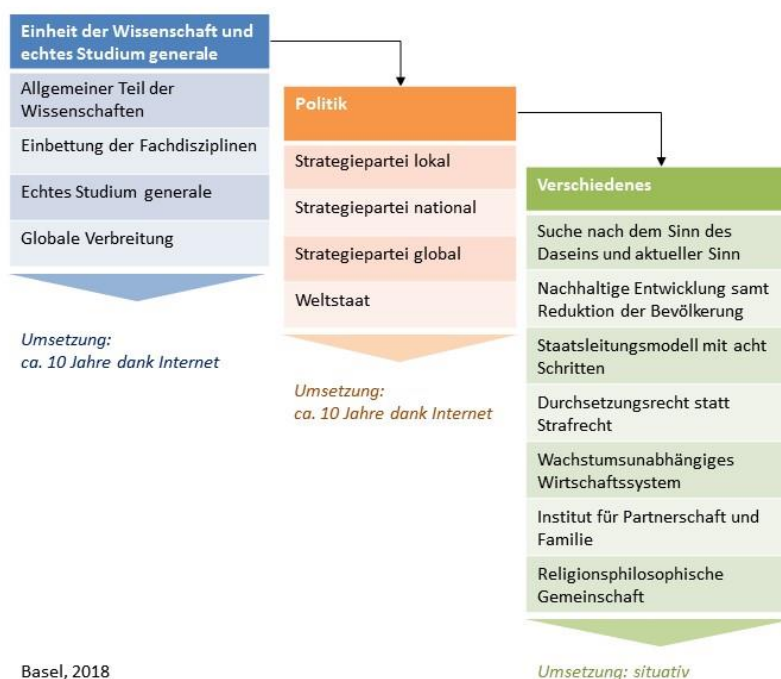 Einheit der Wissenschaft und
echtes Studium generale
Allgemeiner Teil der
Wissenschaften
Einbettung der Fachdisziplinen
Echtes Studium generale
Globale Verbreitung
Umsetzung:
ca. 10 Jahre dank Internet
Politik
Strategiepartei lokal
Strategiepartei national
Strategiepartei global
Weltstaat
Umsetzung:
ca. 10 Jahre dank Internet
Verschiedenes
Suche nach dem Sinn des
Daseins und aktueller Sinn
Nachhaltige Entwicklung samt
Reduktion der Bevölkerung
Staatsleitungsmodell mit acht
Schritten
Durchsetzungsrecht statt
Strafrecht
Wachstumsunabhängiges
Wirtschaftssystem
Institut für Partnerschaft und
Familie
Religionsphilosophische
Gemeinschaft
Umsetzung: situativ
Basel, 2018